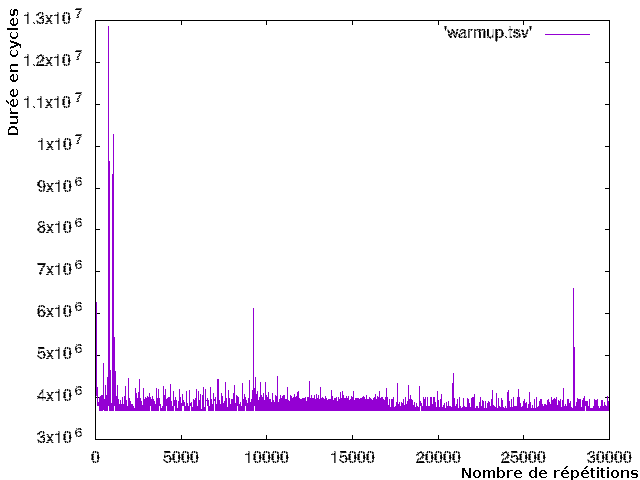 Durée en cycles
'warmup.tsv'
1.3x10^7
1.2x10^7
1.1x10^7
1x10^7
9x10^6
8x10^6
7x10^6
6x10^6
5x10^6
4x10^6
3x10^6
0 5000 10000 15000 20000 25000 30000
Nombre de répétitions